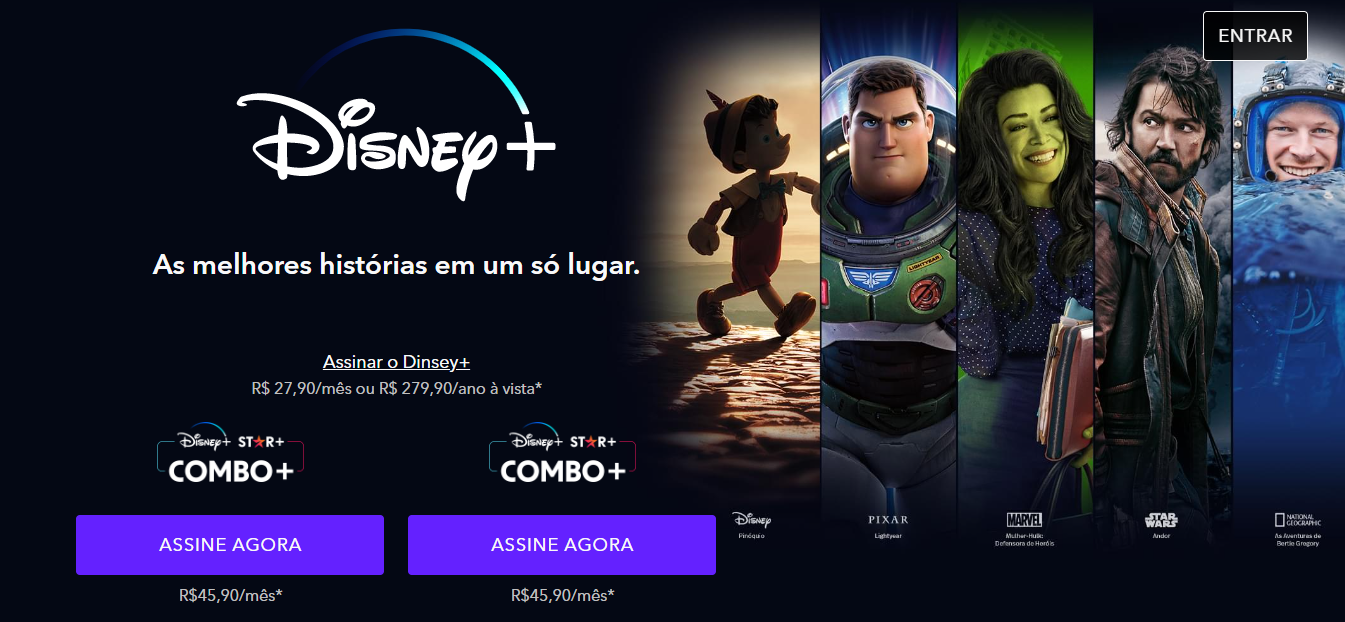 ENTRAR
Disney+
As melhores histórias em um só lugar.
Assinar o Dinsey+
R$ 27,90/mês ou R$ 279,90/ano à vista*
Disney+ STAR+
COMBO+
ASSINE AGORA
R$45,90/mês*
Disney+ STAR+
COMBO+
ASSINE AGORA
R$45,90/mês*
LIGHTYEAR
Disney
Pinóquio
PIXAR
Lightyear
MARVEL
Mulher-Hulk:
Defensora de Heróis
STAR
WARS
Andor
NATIONAL
GEOGRAPHIC
As Aventuras de
Bertie Gregory